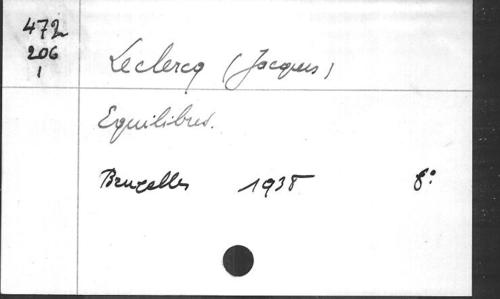 472
206
1
Leclercq (Jacques)
Equilibres.
Bruxelles 1938 8°